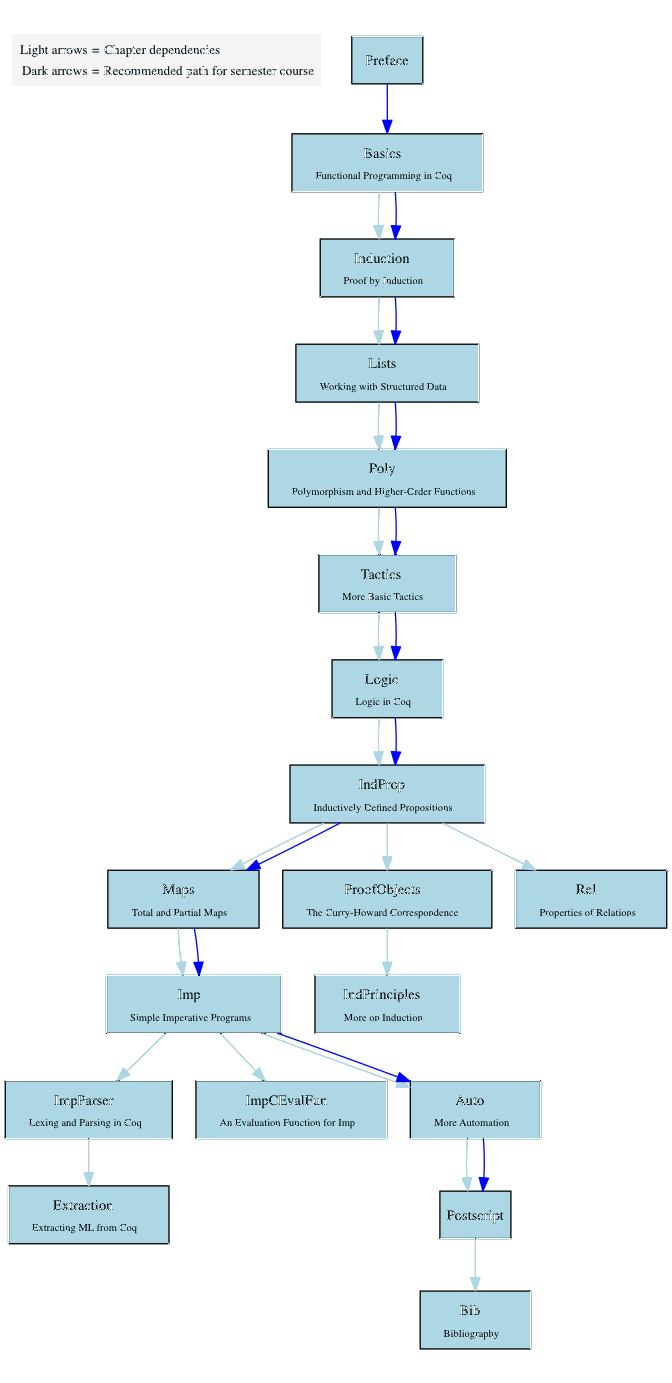 Light arrows = Chapter dependencies
Dark arrows = Recommended path for semester course
Preface
Basics
Functional Programming in Coq
Induction
Proof by Induction
Lists
Working with Structured Data
Poly
Polymorphism and Higher-Order Functions
Tactics
More Basic Tactics
Logic
Logic in Coq
IndProp
Inductively Defined Propositions
Maps
Total and Partial Maps
ProofObjects
The Curry-Howard Correspondence
Rel
Properties of Relations
Imp
Simple Imperative Programs
IndPrinciples
More on Induction
ImpParser
Lexing and Parsing in Coq
ImpCEvalFun
An Evaluation Function for Imp
Auto
More Automation
Extraction
Extracting ML from Coq
Postscript
Bib
Bibliography